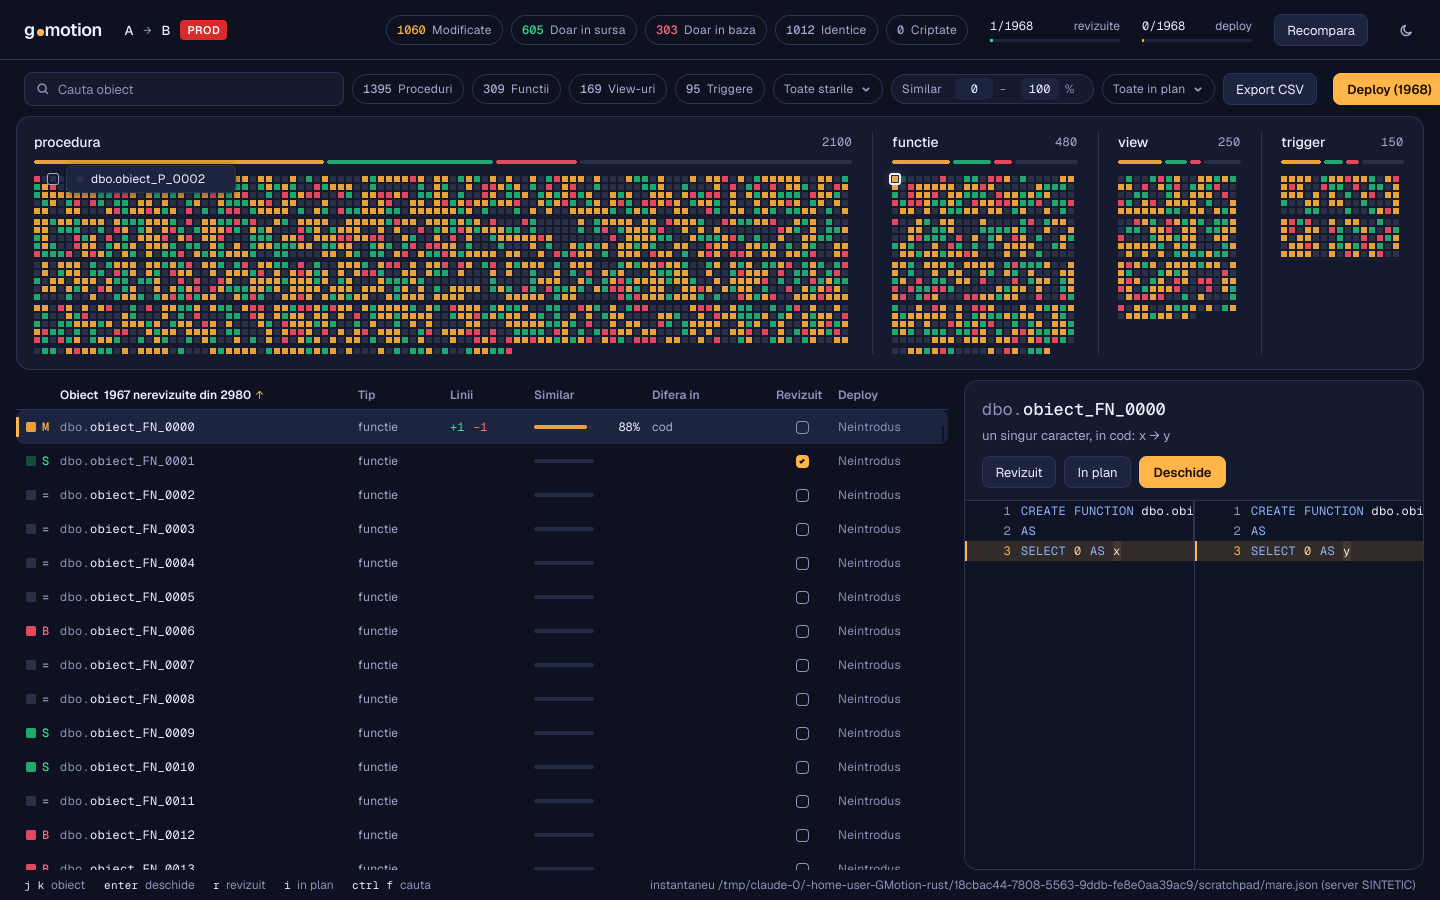 g●motion A → B PROD 1060 Modificate 605 Doar in sursa 303 Doar in baza 1012 Identice 0 Criptate 1/1968 revizuite 0/1968 deploy Recompara
Cauta obiect 1395 Proceduri 309 Functii 169 View-uri 95 Triggere Toate starile Similar 0 – 100 % Toate in plan Export CSV Deploy (1968)
procedura 2100 functie 480 view 250 trigger 150
dbo.obiect_P_0002
Obiect 1967 nerevizuite din 2980 ↑ Tip Linii Similar Difera in Revizuit Deploy
M dbo.obiect_FN_0000 functie +1 −1 88% cod Neintrodus
S dbo.obiect_FN_0001 functie Neintrodus
= dbo.obiect_FN_0002 functie Neintrodus
= dbo.obiect_FN_0003 functie Neintrodus
= dbo.obiect_FN_0004 functie Neintrodus
= dbo.obiect_FN_0005 functie Neintrodus
B dbo.obiect_FN_0006 functie Neintrodus
= dbo.obiect_FN_0007 functie Neintrodus
= dbo.obiect_FN_0008 functie Neintrodus
S dbo.obiect_FN_0009 functie Neintrodus
S dbo.obiect_FN_0010 functie Neintrodus
= dbo.obiect_FN_0011 functie Neintrodus
B dbo.obiect_FN_0012 functie Neintrodus
B dbo.obiect_FN_0013 functie Neintrodus
dbo.obiect_FN_0000
un singur caracter, in cod: x → y
Revizuit In plan Deschide
1 CREATE FUNCTION dbo.obi 1 CREATE FUNCTION dbo.obi
2 AS 2 AS
3 SELECT 0 AS x 3 SELECT 0 AS y
j k obiect enter deschide r revizuit i in plan ctrl f cauta instantaneu /tmp/claude-0/-home-user-GMotion-rust/18cbac44-7808-5563-9ddb-fe8e0aa39ac9/scratchpad/mare.json (server SINTETIC)